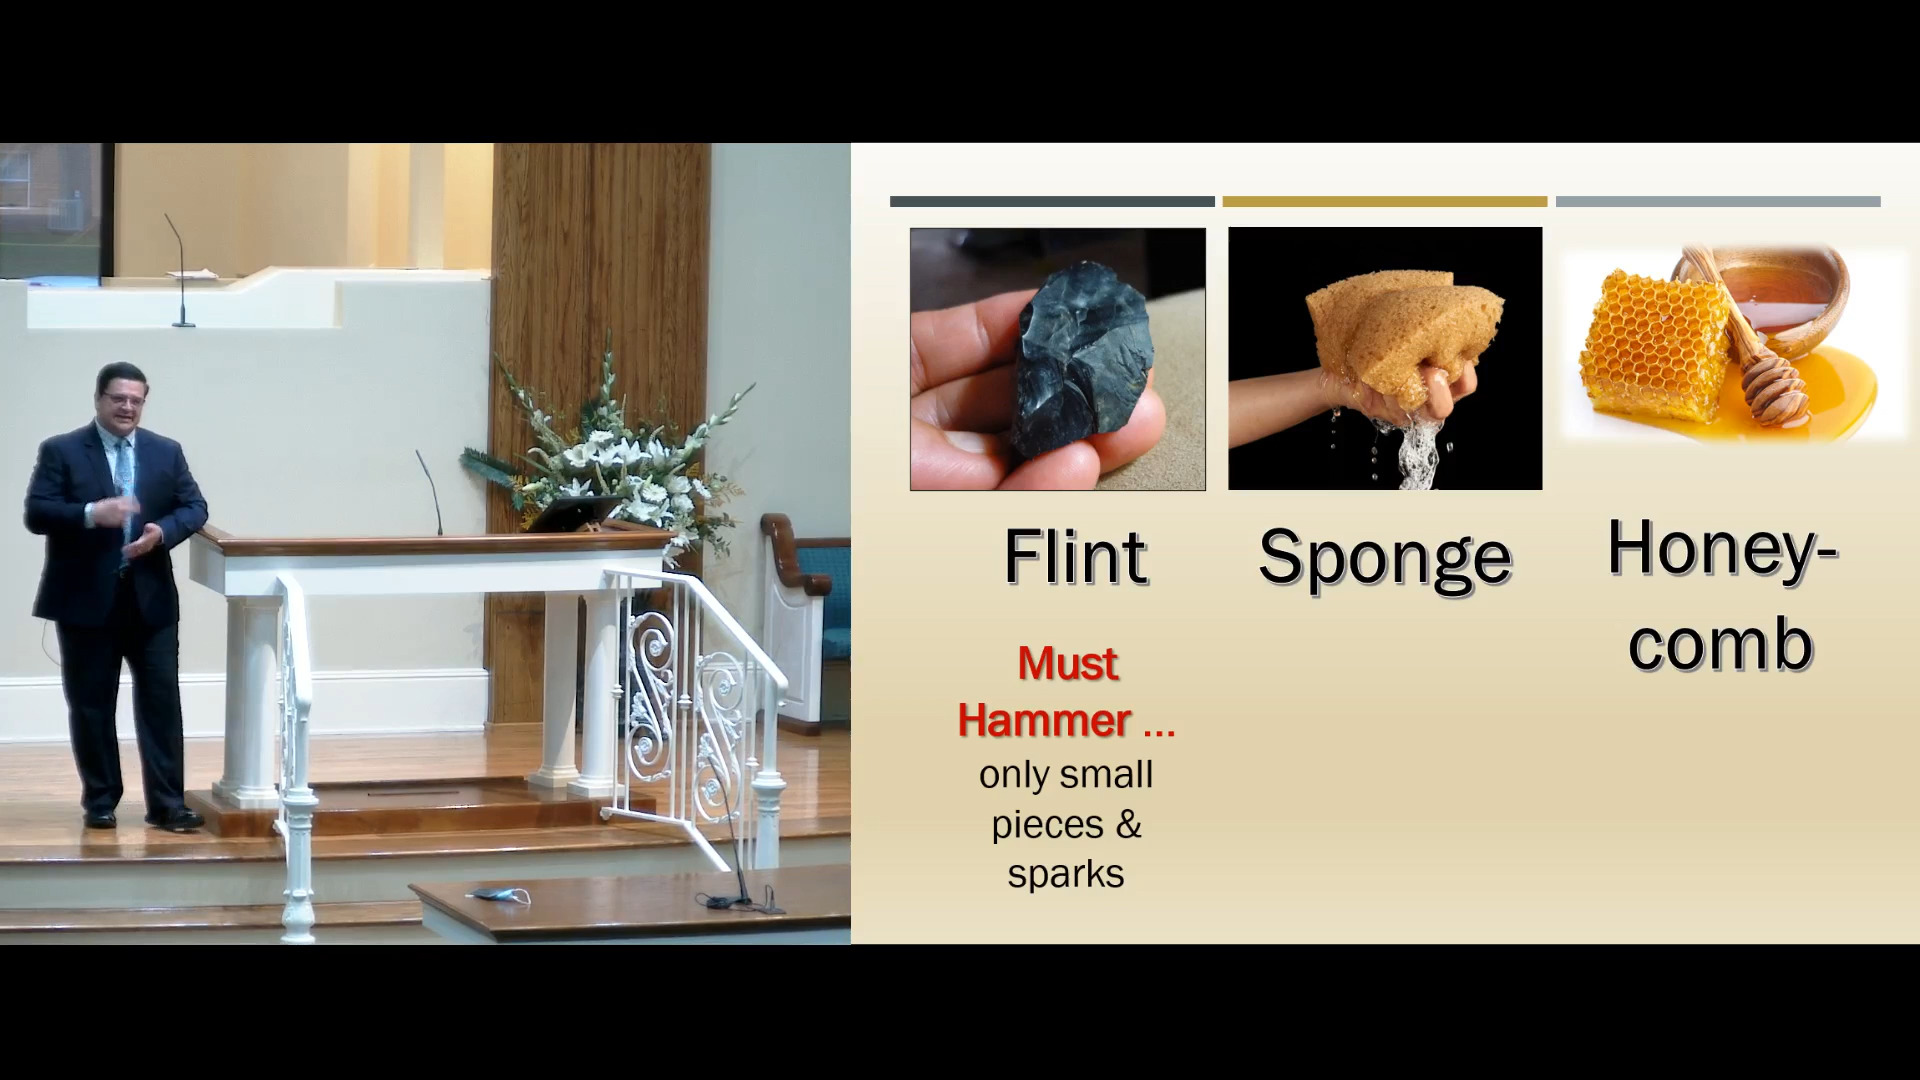 Flint
Must
Hammer ...
only small
pieces &
sparks
Sponge
Honey-
comb